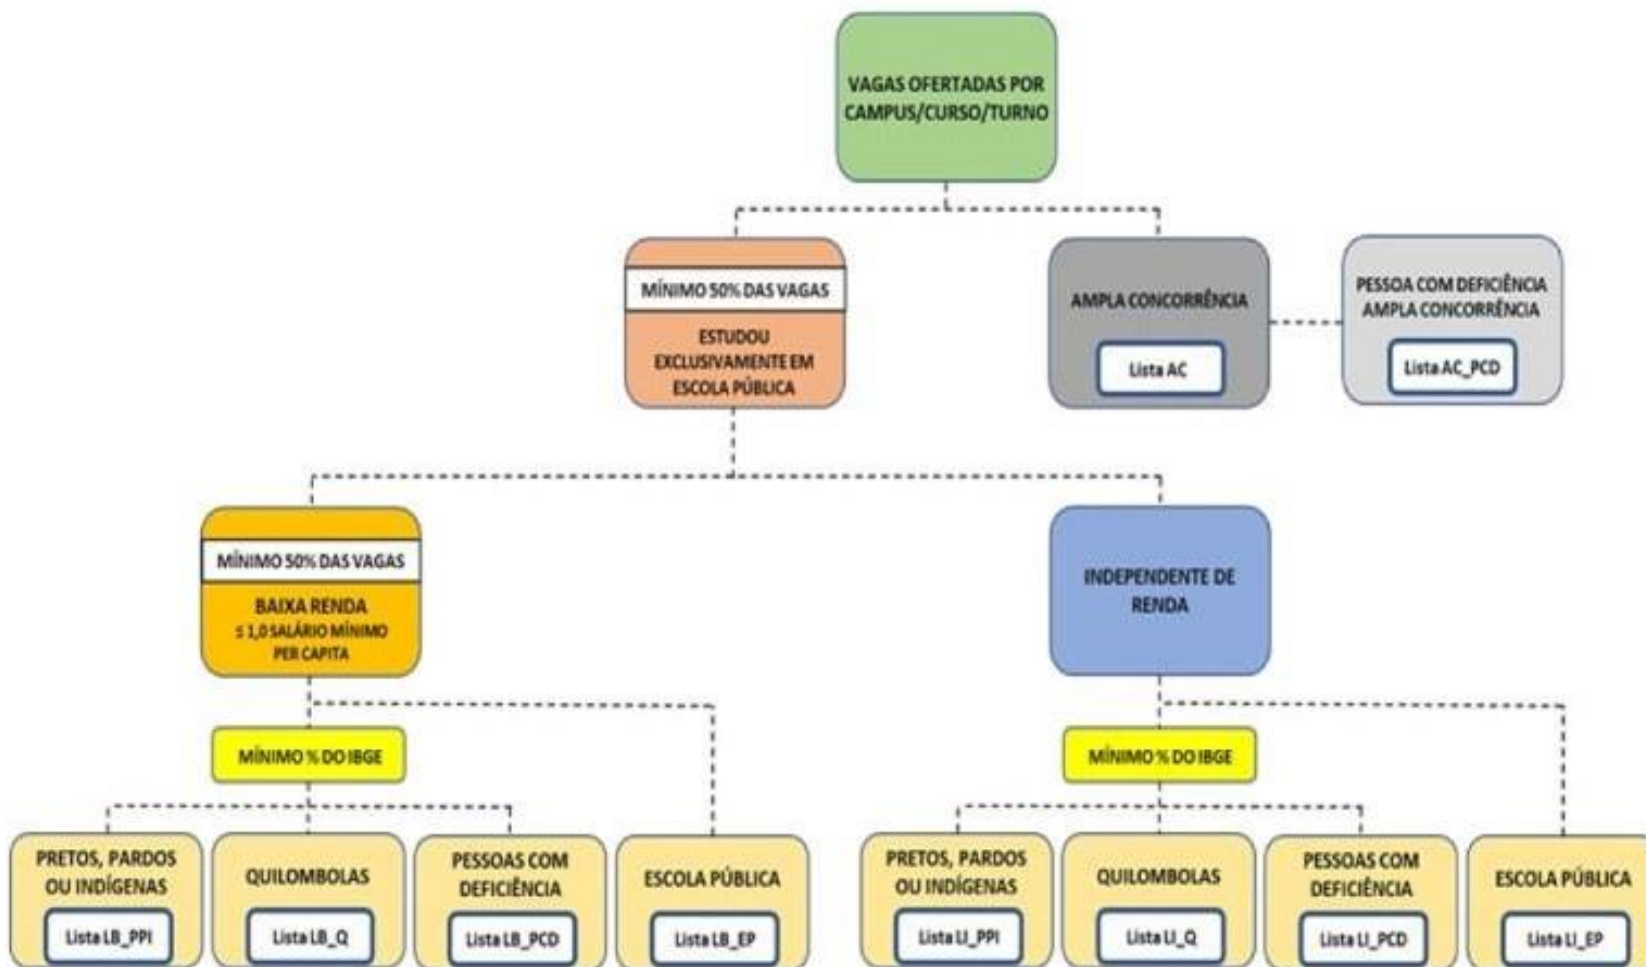 VAGAS OFERTADAS POR
CAMPUS/CURSO/TURNO
MÍNIMO 50% DAS VAGAS
ESTUDOU
EXCLUSIVAMENTE EM
ESCOLA PÚBLICA
AMPLA CONCORRÊNCIA
Lista AC
PESSOA COM DEFICIÊNCIA
AMPLA CONCORRÊNCIA
Lista AC_PCD
MÍNIMO 50% DAS VAGAS
BAIXA RENDA
≤ 1,0 SALÁRIO MÍNIMO
PER CAPITA
INDEPENDENTE DE
RENDA
MÍNIMO % DO IBGE
MÍNIMO % DO IBGE
PRETOS, PARDOS
OU INDÍGENAS
Lista LB_PPI
QUILOMBOLAS
Lista LB_Q
PESSOAS COM
DEFICIÊNCIA
Lista LB_PCD
ESCOLA PÚBLICA
Lista LB_EP
PRETOS, PARDOS
OU INDÍGENAS
Lista LI_PPI
QUILOMBOLAS
Lista LI_Q
PESSOAS COM
DEFICIÊNCIA
Lista LI_PCD
ESCOLA PÚBLICA
Lista LI_EP